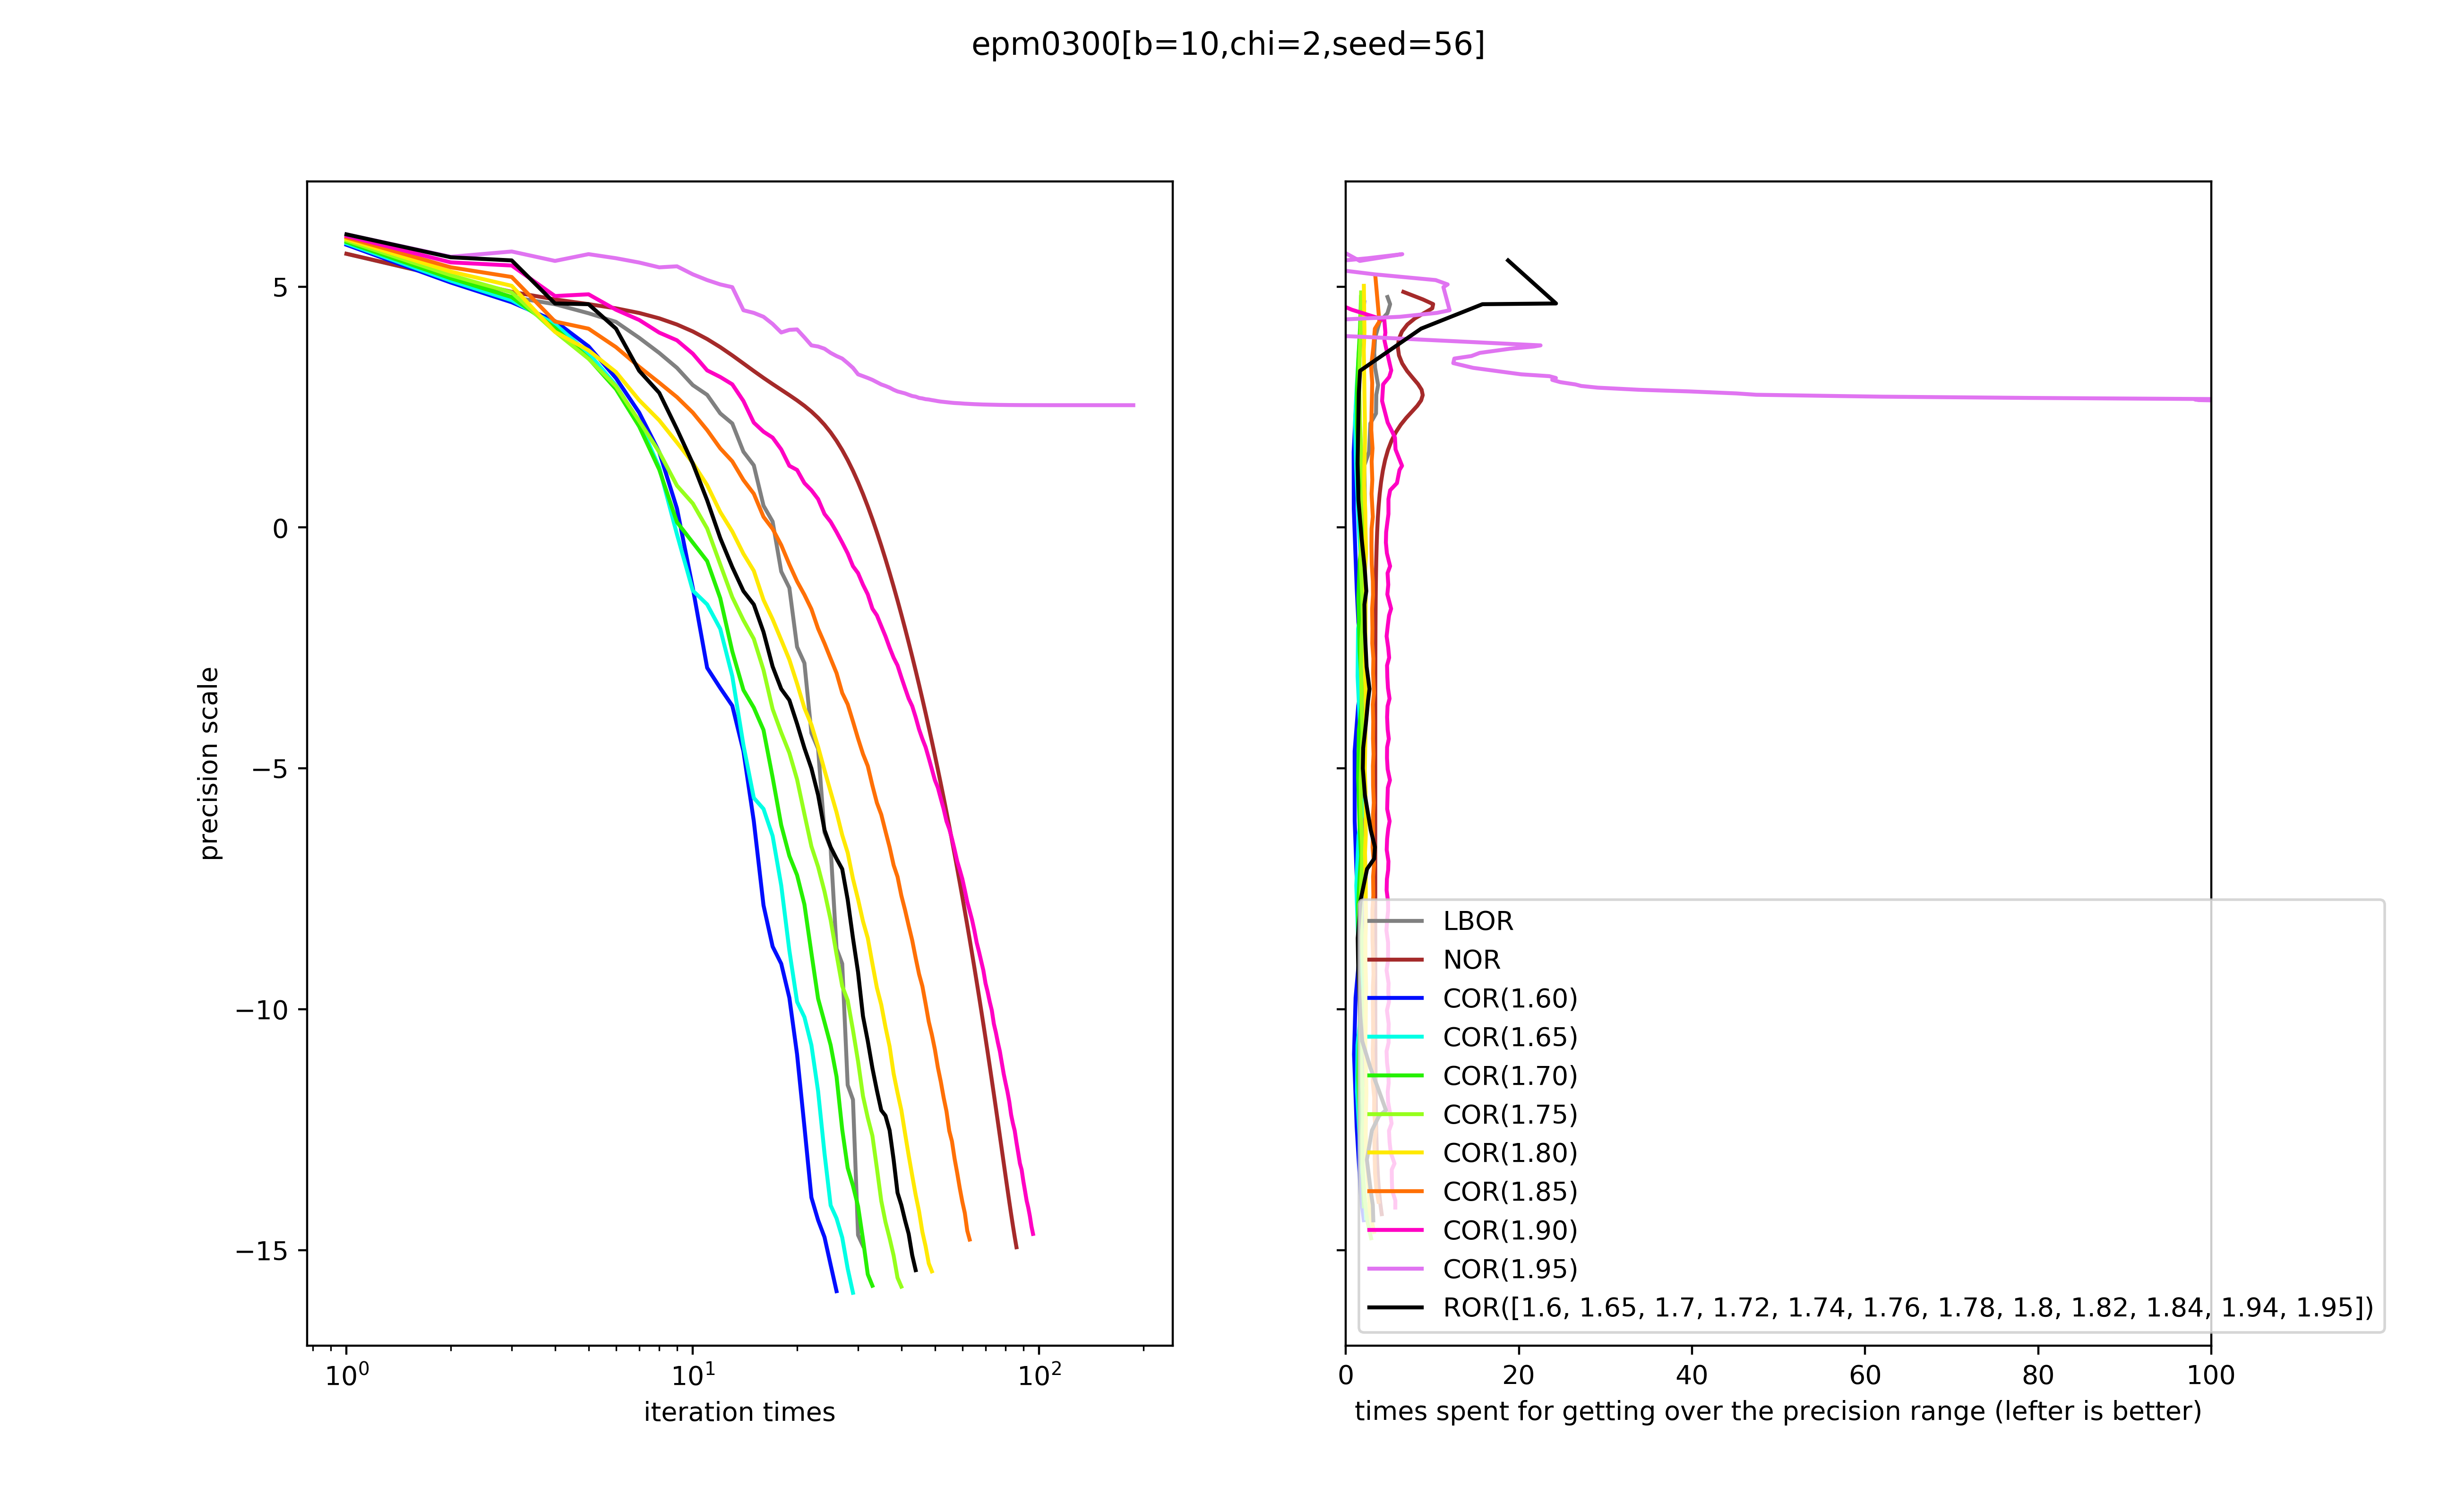 epm0300[b=10,chi=2,seed=56]
precision scale
5
0
−5
−10
−15
10⁰
10¹
10²
iteration times
LBOR
NOR
COR(1.60)
COR(1.65)
COR(1.70)
COR(1.75)
COR(1.80)
COR(1.85)
COR(1.90)
COR(1.95)
ROR([1.6, 1.65, 1.7, 1.72, 1.74, 1.76, 1.78, 1.8, 1.82, 1.84, 1.94, 1.95])
0 20 40 60 80 100
times spent for getting over the precision range (lefter is better)